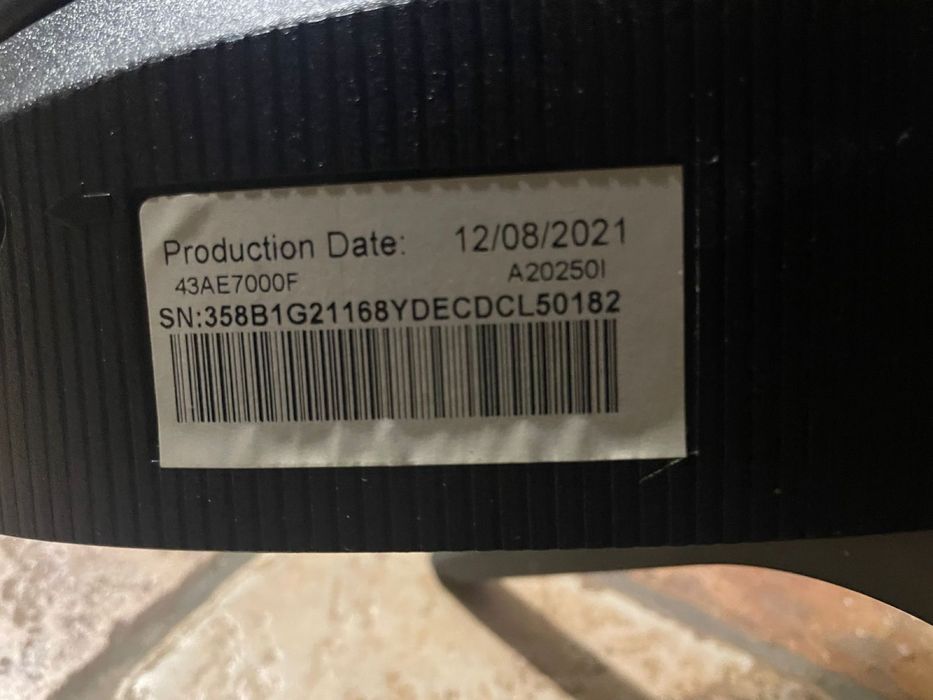 Production Date: 12/08/2021
43AE7000F A20250I
SN:358B1G21168YDECDCL50182